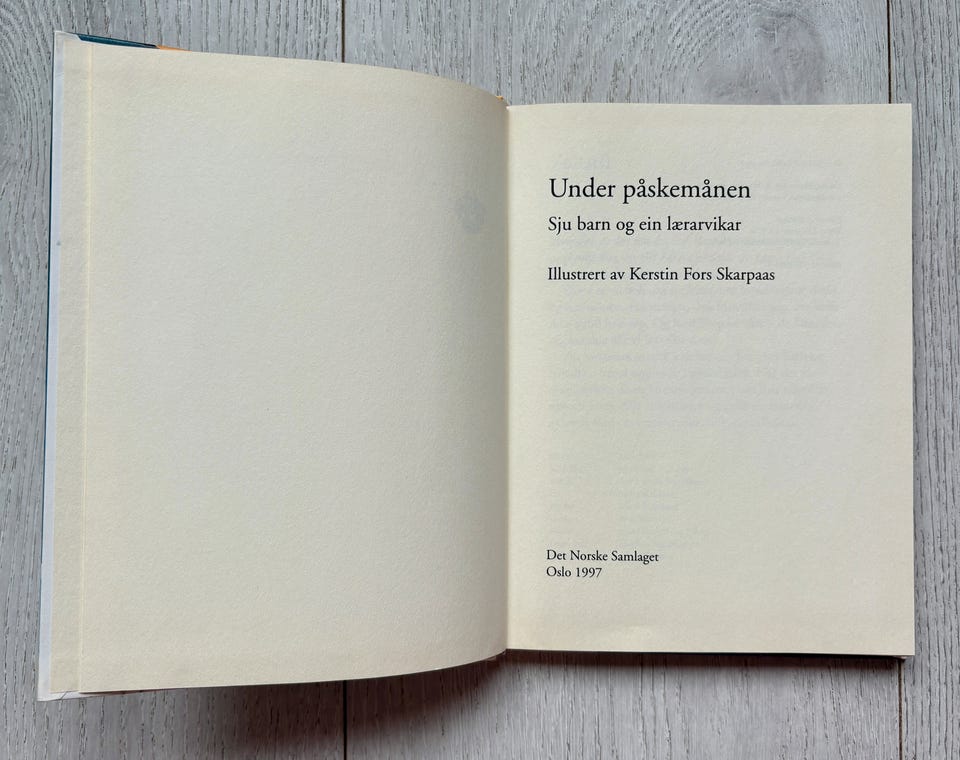 Under påskemånen
Sju barn og ein lærarvikar
Illustrert av Kerstin Fors Skarpaas
Det Norske Samlaget
Oslo 1997